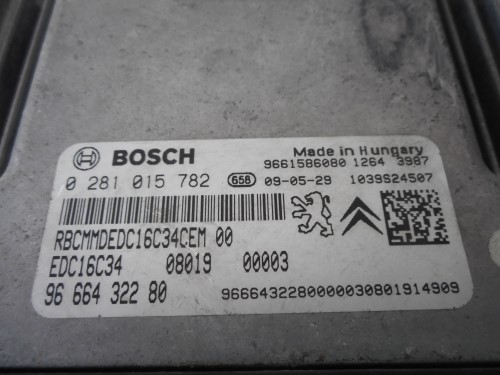 BOSCH
Made in Hungary
9661586080 1264 3987
0 281 015 782 658 09-05-29 1039S24507
RBCMMDEDC16C34CEM 00
EDC16C34 08019 00003
96 664 322 80 9666432280000030801914909